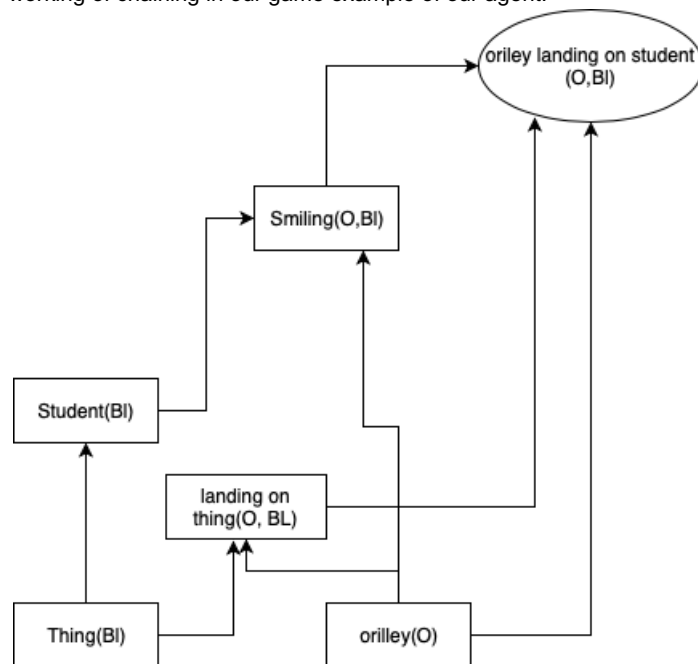 working of chaining in our game example of our agent.
oriley landing on student
(O,Bl)
Smiling(O,Bl)
Student(Bl)
landing on
thing(O, BL)
Thing(Bl)
orilley(O)